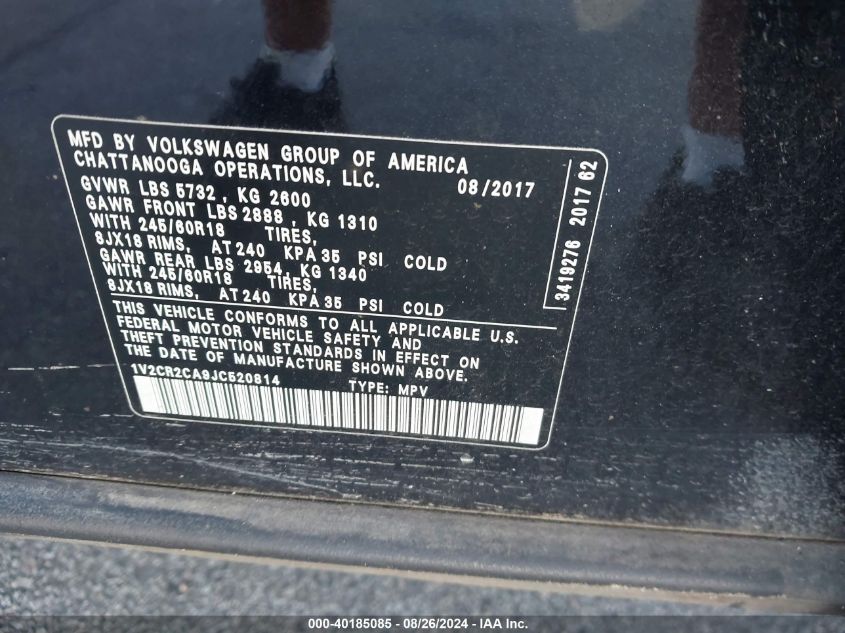 MFD BY VOLKSWAGEN GROUP OF AMERICA
CHATTANOOGA OPERATIONS, LLC.
08/2017
GVWR LBS 5732 , KG 2600
GAWR FRONT LBS 2888 , KG 1310
WITH 245/60R18 TIRES,
8JX18 RIMS, AT 240 KPA 35 PSI COLD
GAWR REAR LBS 2954, KG 1340
WITH 245/60R18 TIRES,
8JX18 RIMS, AT 240 KPA 35 PSI COLD
THIS VEHICLE CONFORMS TO ALL APPLICABLE U.S.
FEDERAL MOTOR VEHICLE SAFETY AND
THEFT PREVENTION STANDARDS IN EFFECT ON
THE DATE OF MANUFACTURE SHOWN ABOVE.
1V2CR2CA9JC520814 TYPE: MPV
3419276 2017 62
000-40185085 - 08/26/2024 - IAA Inc.